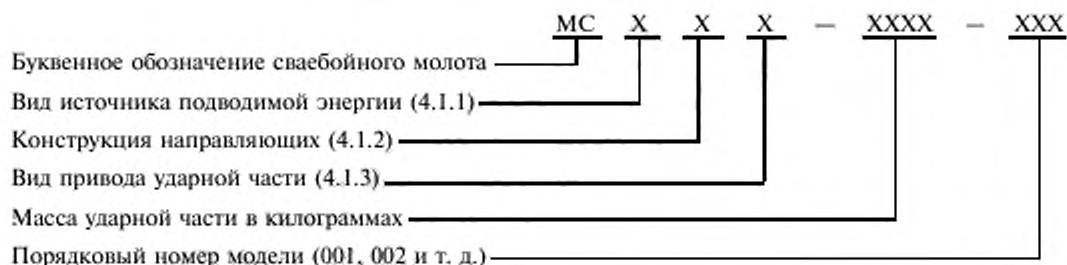 МС X X X – XXXX – XXX
Буквенное обозначение сваебойного молота
Вид источника подводимой энергии (4.1.1)
Конструкция направляющих (4.1.2)
Вид привода ударной части (4.1.3)
Масса ударной части в килограммах
Порядковый номер модели (001, 002 и т. д.)